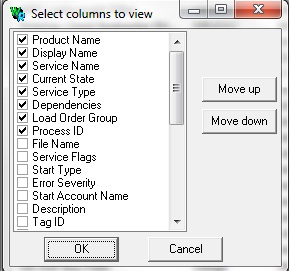 Select columns to view
Product Name
Display Name
Service Name
Current State
Service Type
Dependencies
Load Order Group
Process ID
File Name
Service Flags
Start Type
Error Severity
Start Account Name
Description
Tag ID
Move up
Move down
OK
Cancel